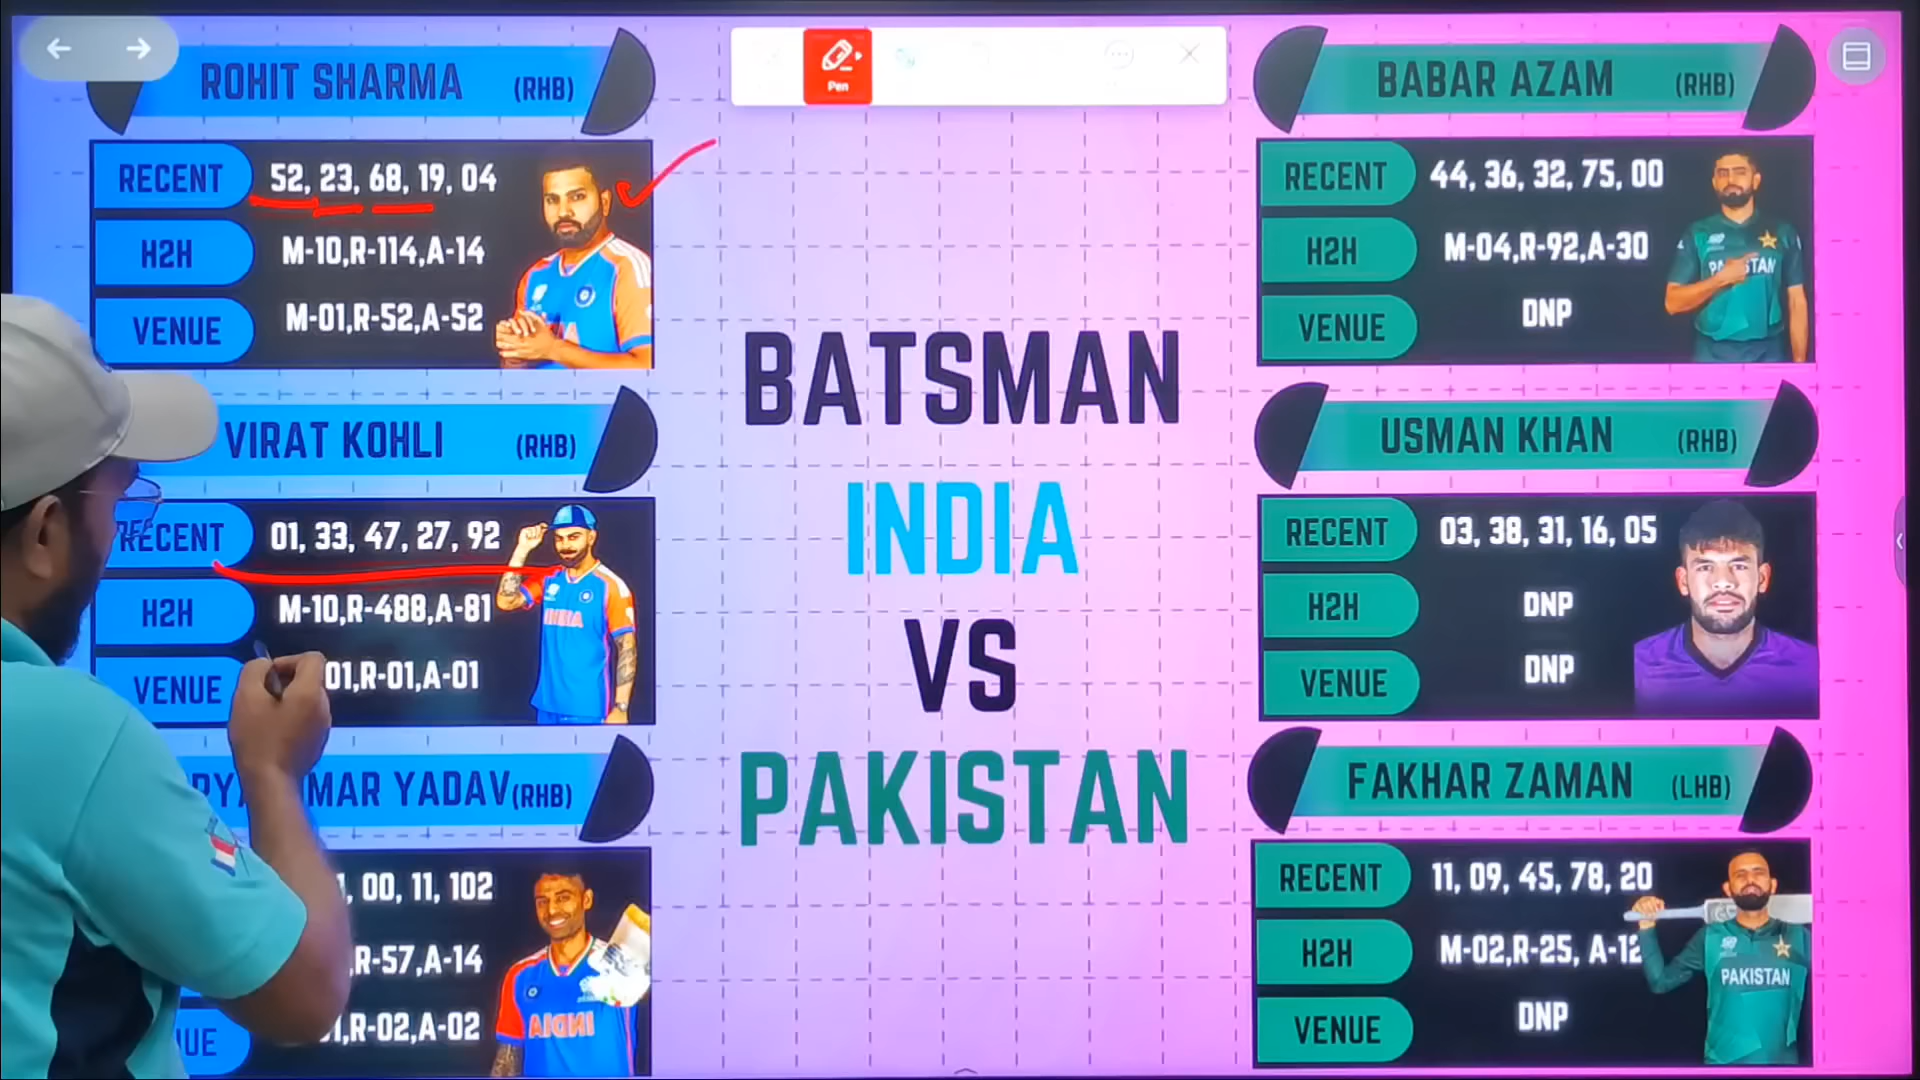 ROHIT SHARMA (RHB)
RECENT 52, 23, 68, 19, 04
H2H M-10,R-114,A-14
VENUE M-01,R-52,A-52
VIRAT KOHLI (RHB)
RECENT 01, 33, 47, 27, 92
H2H M-10,R-488,A-81
VENUE 01,R-01,A-01
MAR YADAV (RHB)
, 00, 11, 102
,R-57,A-14
,R-02,A-02
INDIA
Pen
BATSMAN
INDIA
VS
PAKISTAN
BABAR AZAM (RHB)
RECENT 44, 36, 32, 75, 00
H2H M-04,R-92,A-30
VENUE DNP
USMAN KHAN (RHB)
RECENT 03, 38, 31, 16, 05
H2H DNP
VENUE DNP
FAKHAR ZAMAN (LHB)
RECENT 11, 09, 45, 78, 20
H2H M-02,R-25, A-12
VENUE DNP
PAKISTAN